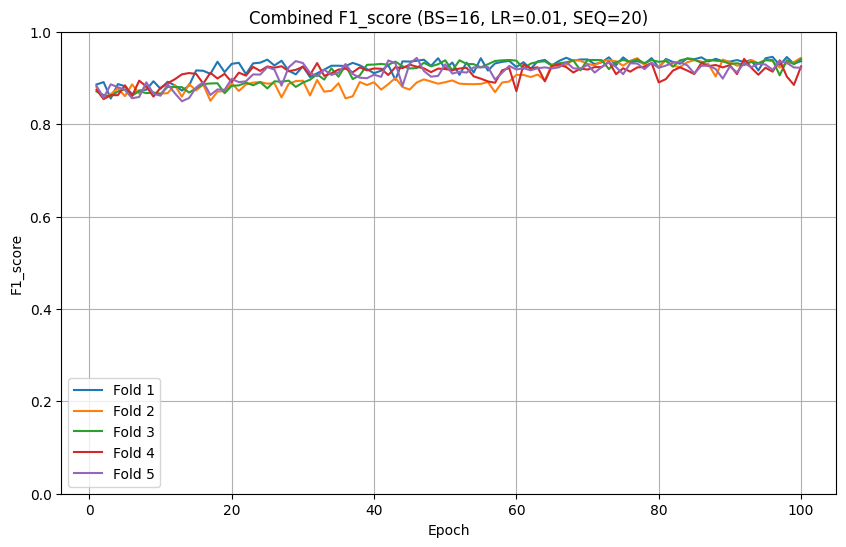 Combined F1_score (BS=16, LR=0.01, SEQ=20)
1.0
0.8
0.6
0.4
0.2
0.0
F1_score
Fold 1
Fold 2
Fold 3
Fold 4
Fold 5
0 20 40 60 80 100
Epoch